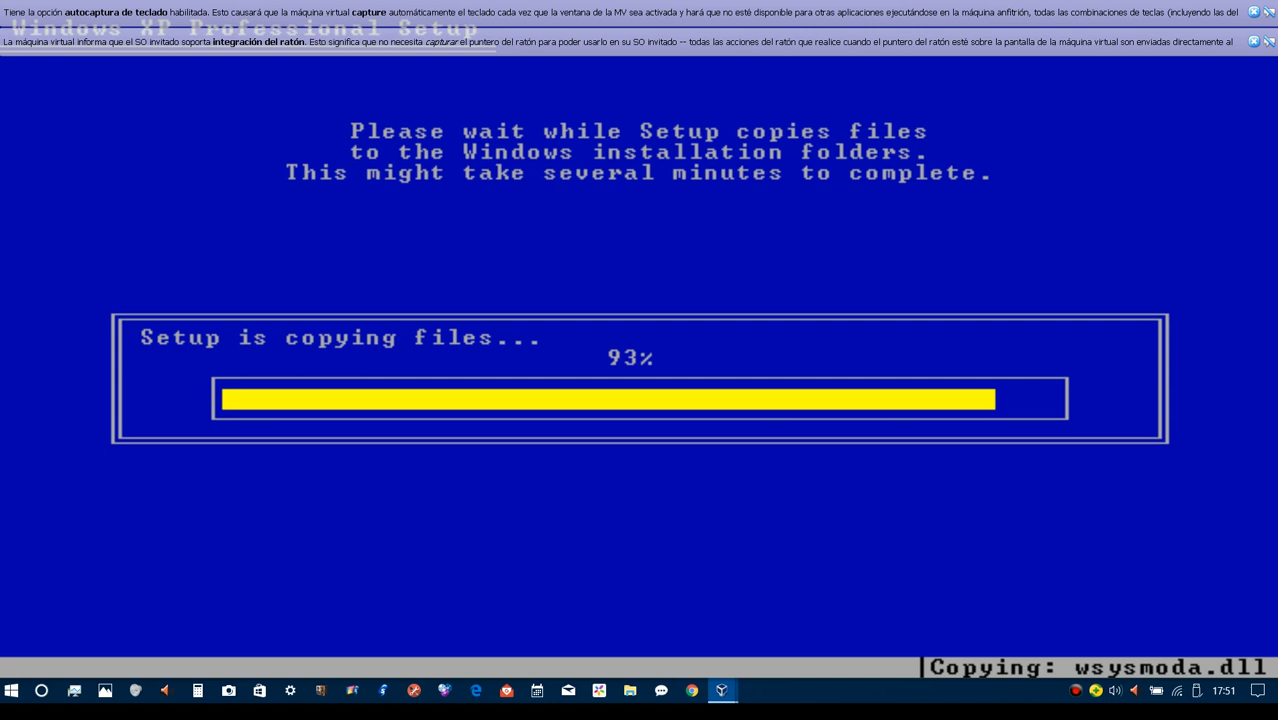 Tiene la opción autocaptura de teclado habilitada. Esto causará que la máquina virtual capture automáticamente el teclado cada vez que la ventana de la MV sea activada y hará que no esté disponible para otras aplicaciones ejecutándose en la máquina anfitrión, todas las combinaciones de teclas (incluyendo las del
Windows XP Professional Setup
La máquina virtual informa que el SO invitado soporta integración del ratón. Esto significa que no necesita capturar el puntero del ratón para poder usarlo en su SO invitado -- todas las acciones del ratón que realice cuando el puntero del ratón esté sobre la pantalla de la máquina virtual son enviadas directamente al
Please wait while Setup copies files
to the Windows installation folders.
This might take several minutes to complete.
Setup is copying files...
93%
Copying: wsysmoda.dll
17:51